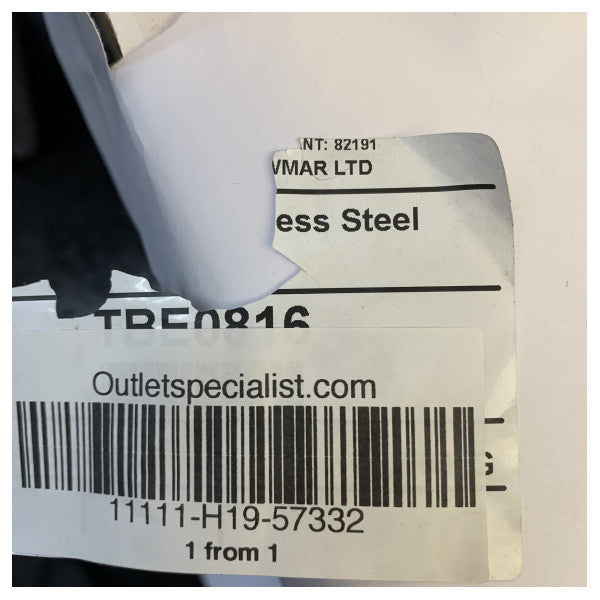 NT: 82191
VMAR LTD
ess Steel
TBE0816
Outletspecialist.com
G
11111-H19-57332
1 from 1